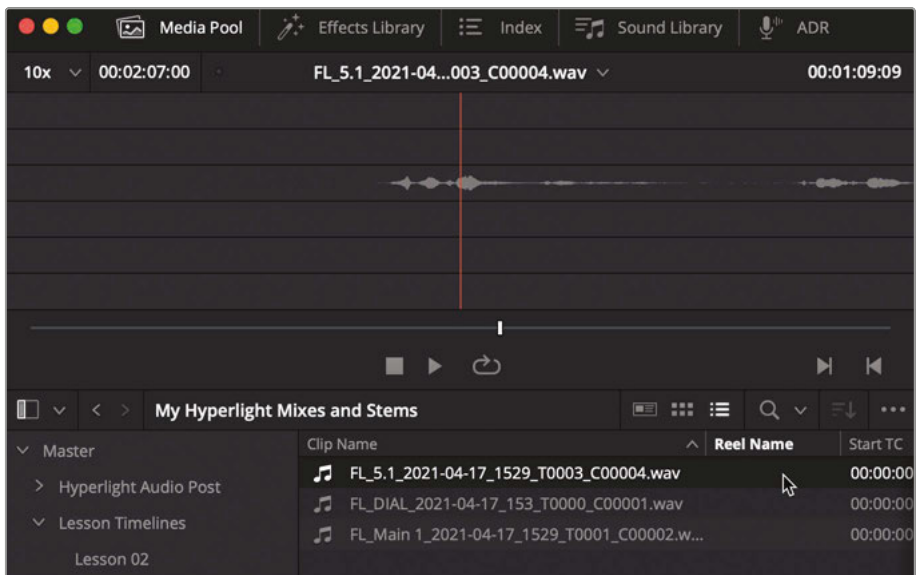 Media Pool Effects Library Index Sound Library ADR
10x 00:02:07:00 FL_5.1_2021-04...003_C00004.wav 00:01:09:09
My Hyperlight Mixes and Stems
Master Clip Name Reel Name Start TC
FL_5.1_2021-04-17_1529_T0003_C00004.wav 00:00:00
Hyperlight Audio Post
FL_DIAL_2021-04-17_153_T0000_C00001.wav 00:00:00
Lesson Timelines
FL_Main 1_2021-04-17_1529_T0001_C00002.w... 00:00:00
Lesson 02